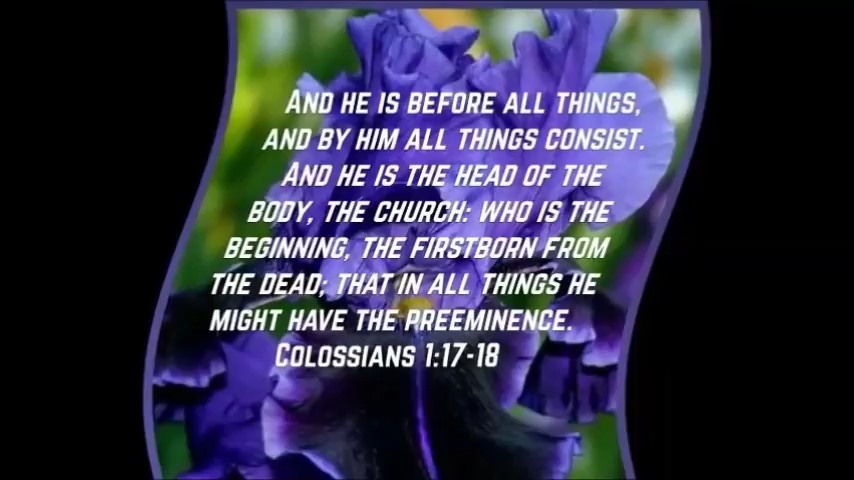 And he is before all things,
and by him all things consist.
And he is the head of the
body, the church: who is the
beginning, the firstborn from
the dead; that in all things he
might have the preeminence.
Colossians 1:17-18